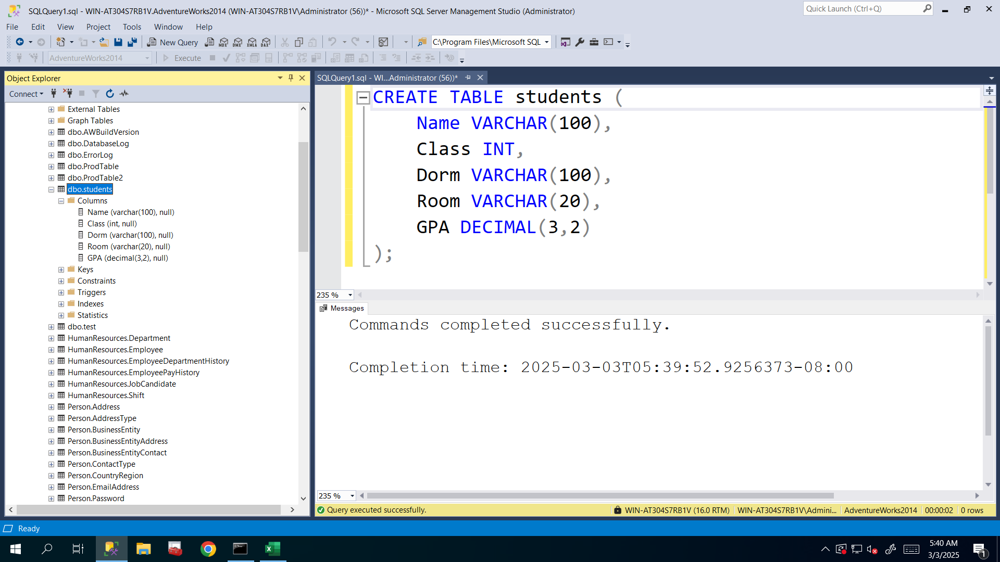 SQLQuery1.sql - WIN-AT304S7RB1V.AdventureWorks2014 (WIN-AT304S7RB1V\Administrator (56))* - Microsoft SQL Server Management Studio (Administrator)
Quick Launch (Ctrl+Q)
File Edit View Project Tools Window Help
New Query MDX DMX XMLA DAX C:\Program Files\Microsoft SQL
AdventureWorks2014 Execute
Object Explorer
Connect
External Tables
Graph Tables
dbo.AWBuildVersion
dbo.DatabaseLog
dbo.ErrorLog
dbo.ProdTable
dbo.ProdTable2
dbo.students
Columns
Name (varchar(100), null)
Class (int, null)
Dorm (varchar(100), null)
Room (varchar(20), null)
GPA (decimal(3,2), null)
Keys
Constraints
Triggers
Indexes
Statistics
dbo.test
HumanResources.Department
HumanResources.Employee
HumanResources.EmployeeDepartmentHistory
HumanResources.EmployeePayHistory
HumanResources.JobCandidate
HumanResources.Shift
Person.Address
Person.AddressType
Person.BusinessEntity
Person.BusinessEntityAddress
Person.BusinessEntityContact
Person.ContactType
Person.CountryRegion
Person.EmailAddress
Person.Password
SQLQuery1.sql - WI...Administrator (56))*
CREATE TABLE students (
Name VARCHAR(100),
Class INT,
Dorm VARCHAR(100),
Room VARCHAR(20),
GPA DECIMAL(3,2)
);
235 %
Messages
Commands completed successfully.
Completion time: 2025-03-03T05:39:52.9256373-08:00
235 %
Query executed successfully. WIN-AT304S7RB1V (16.0 RTM) WIN-AT304S7RB1V\Admini... AdventureWorks2014 00:00:02 0 rows
Ready
5:40 AM
3/3/2025
1